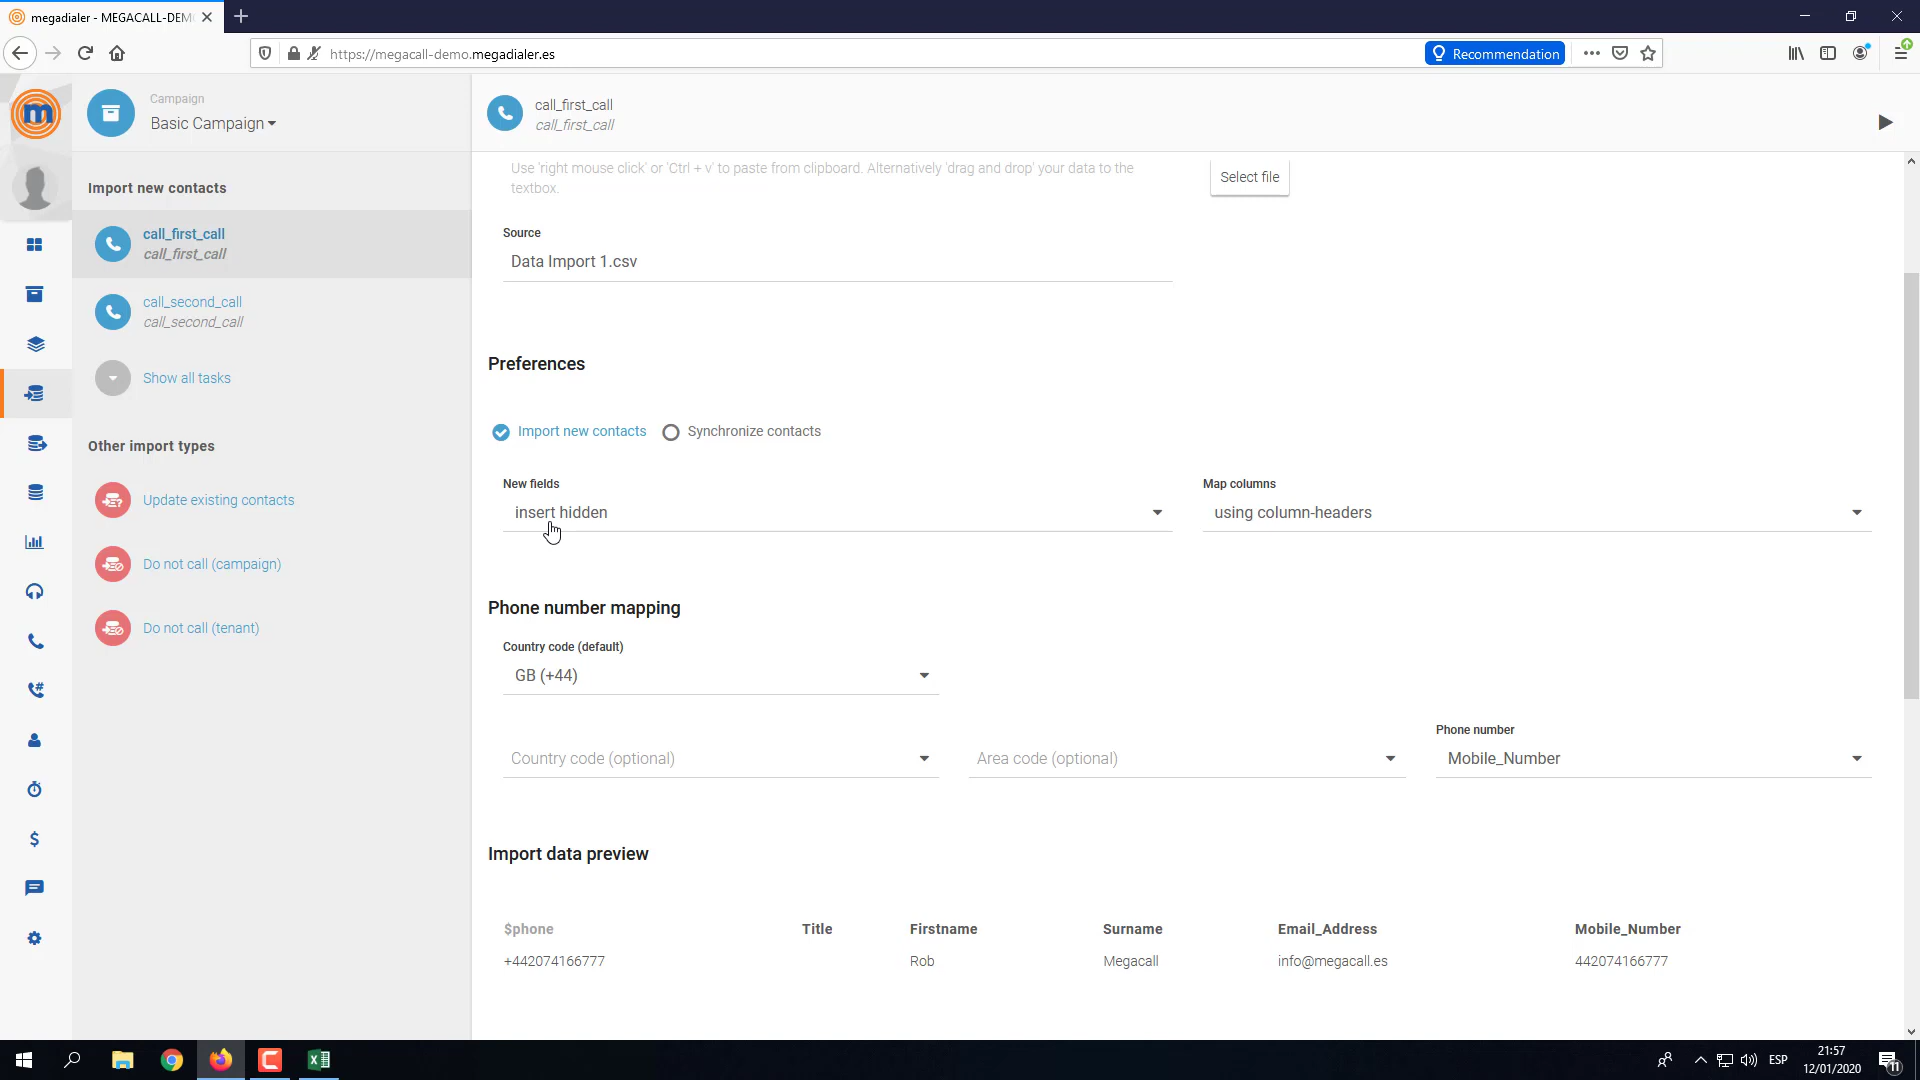 megadialer - MEGACALL-DEM
https://megacall-demo.megadialer.es
Recommendation
m
Campaign
Basic Campaign
call_first_call
call_first_call
Import new contacts
call_first_call
call_first_call
call_second_call
call_second_call
Show all tasks
Other import types
Update existing contacts
Do not call (campaign)
Do not call (tenant)
Use 'right mouse click' or 'Ctrl + v' to paste from clipboard. Alternatively 'drag and drop' your data to the
textbox.
Select file
Source
Data Import 1.csv
Preferences
Import new contacts
Synchronize contacts
New fields
Map columns
insert hidden
using column-headers
Phone number mapping
Country code (default)
GB (+44)
Phone number
Country code (optional)
Area code (optional)
Mobile_Number
Import data preview
$phone Title Firstname Surname Email_Address Mobile_Number
+442074166777 Rob Megacall info@megacall.es 442074166777
ESP
21:57
12/01/2020
11